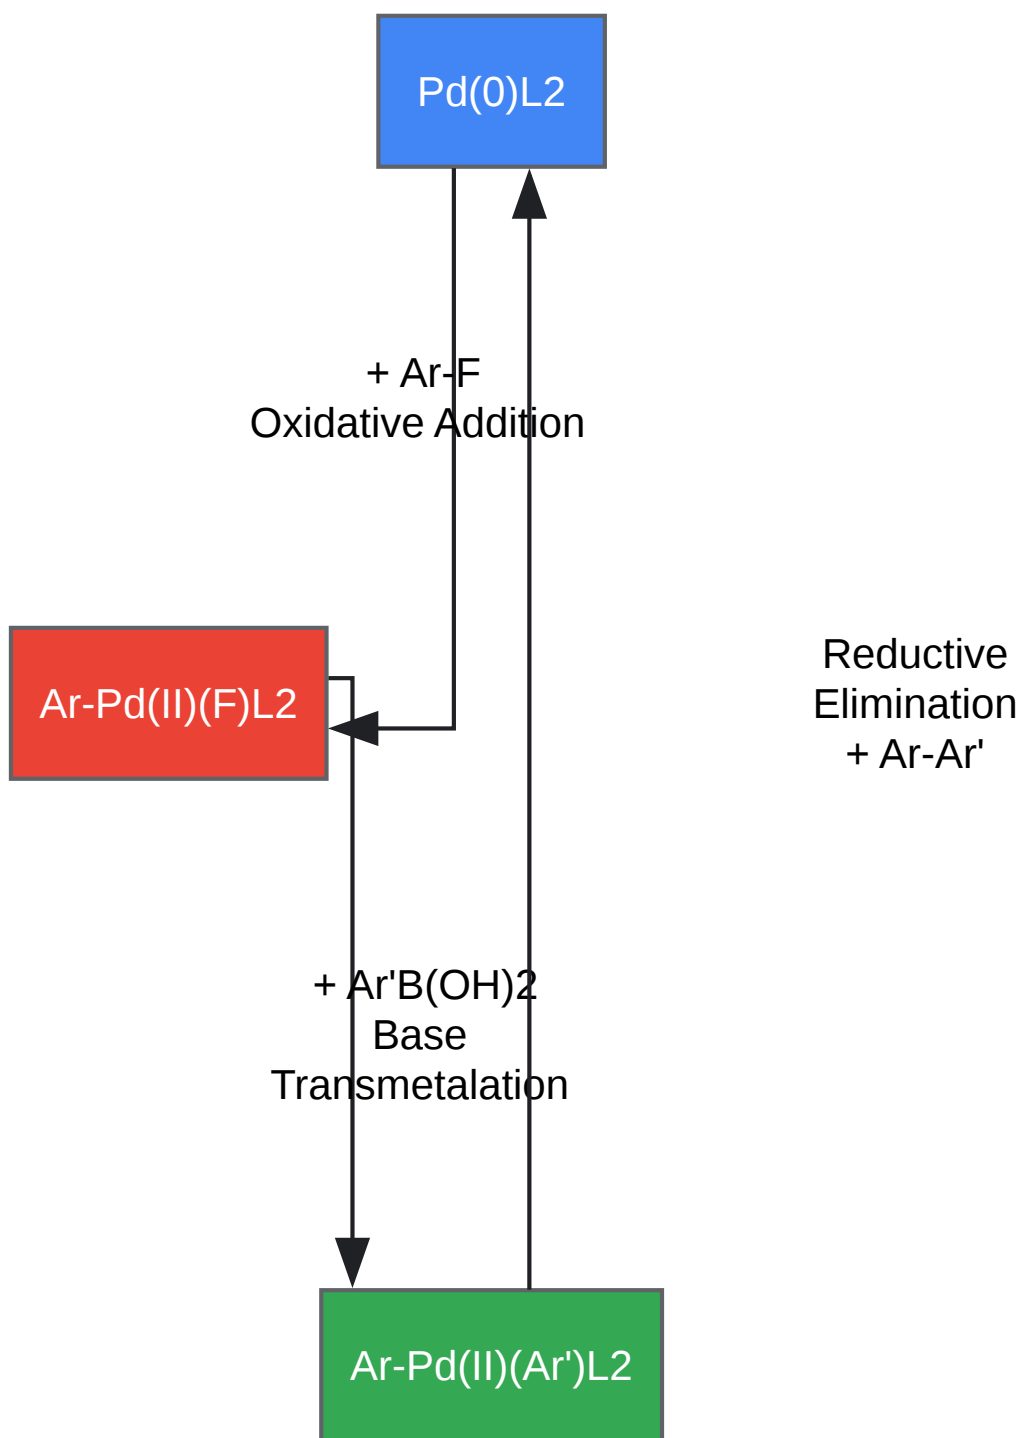 Pd(0)L2
+ Ar-F
Oxidative Addition
Ar-Pd(II)(F)L2
Reductive
Elimination
+ Ar-Ar'
+ Ar'B(OH)2
Base
Transmetalation
Ar-Pd(II)(Ar')L2